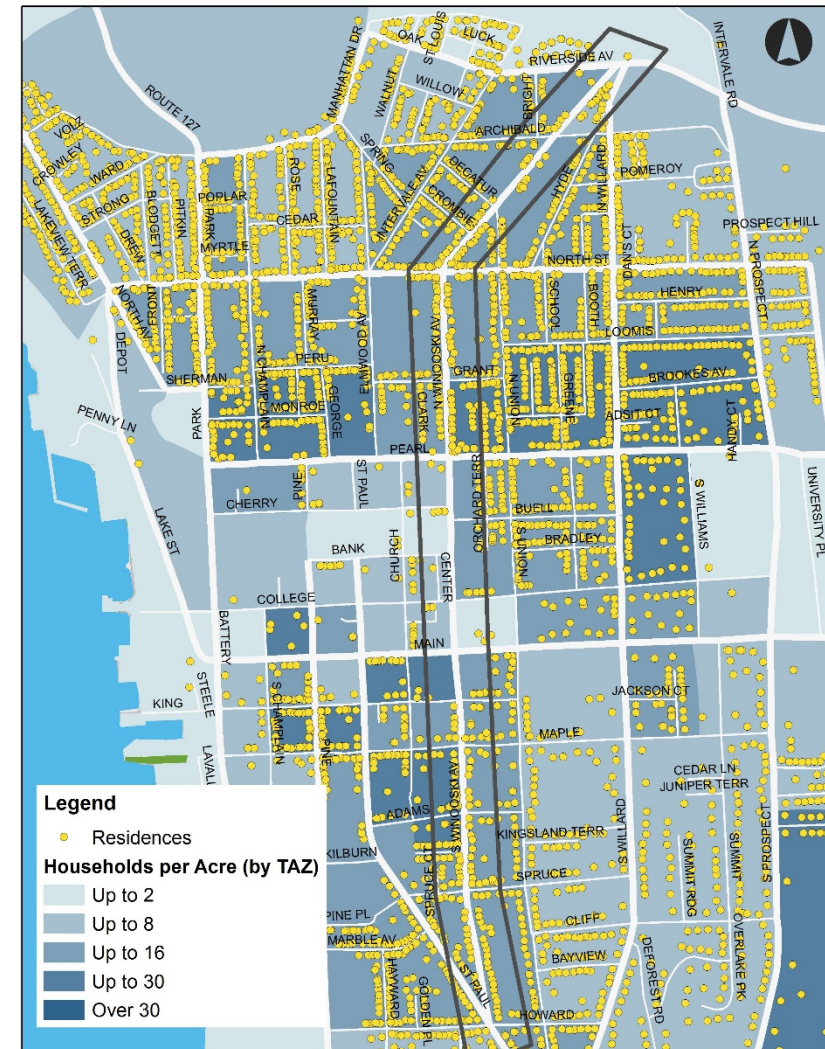 OAK
ST LOUIS
LUCK
RIVERSIDE AV
INTERVALE RD
MANHATTAN DR
WALNUT
WILLOW
BRIGHT
ROUTE 127
ARCHIBALD
VOLZ
CROWLEY
WARD
SPRING
DECATUR
HYDE
N WILLARD
POMEROY
STRONG
BLODGETT
PITKIN
POPLAR
PARK
ROSE
LAFOUNTAIN
INTERVALE AV
CROMBIE
LAKEVIEW TERR
DREW
CEDAR
MYRTLE
DAN'S CT
PROSPECT HILL
N PROSPECT
NORTH ST
NORTH AV
DEPOT
MURRAY
ELMWOOD AV
N WINOOSKI AV
SCHOOL
BOOTH
HENRY
LOOMIS
PERU
GRANT
SHERMAN
N CHAMPLAIN
GEORGE
CLARK
N UNION
GREENE
BROOKES AV
MONROE
ADSIT CT
HANDY CT
PENNY LN
PARK
PEARL
CHERRY
PINE
ST PAUL
ORCHARD TERR
BUELL
S WILLIAMS
UNIVERSITY PL
LAKE ST
CHURCH
CENTER
S UNION
BRADLEY
BANK
COLLEGE
BATTERY
MAIN
STEELE
KING
S CHAMPLAIN
PINE
JACKSON CT
MAPLE
CEDAR LN
JUNIPER TERR
ADAMS
S WINOOSKI AV
KINGSLAND TERR
S WILLARD
SUMMIT
S PROSPECT
KILBURN
SPRUCE CT
SPRUCE
SUMMIT RDG
PINE PL
MARBLE AV
CLIFF
BAYVIEW
OVERLAKE PK
HAYWARD
GOLDEN PL
ST PAUL
HOWARD
DEFOREST RD
Legend
Residences
Households per Acre (by TAZ)
Up to 2
Up to 8
Up to 16
Up to 30
Over 30